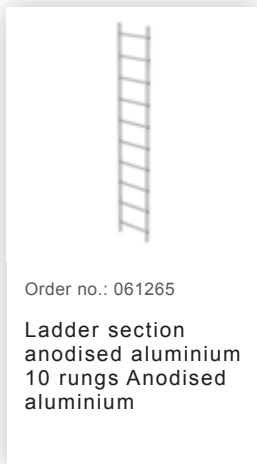 Order no.: 061265
Ladder section
anodised aluminium
10 rungs Anodised
aluminium